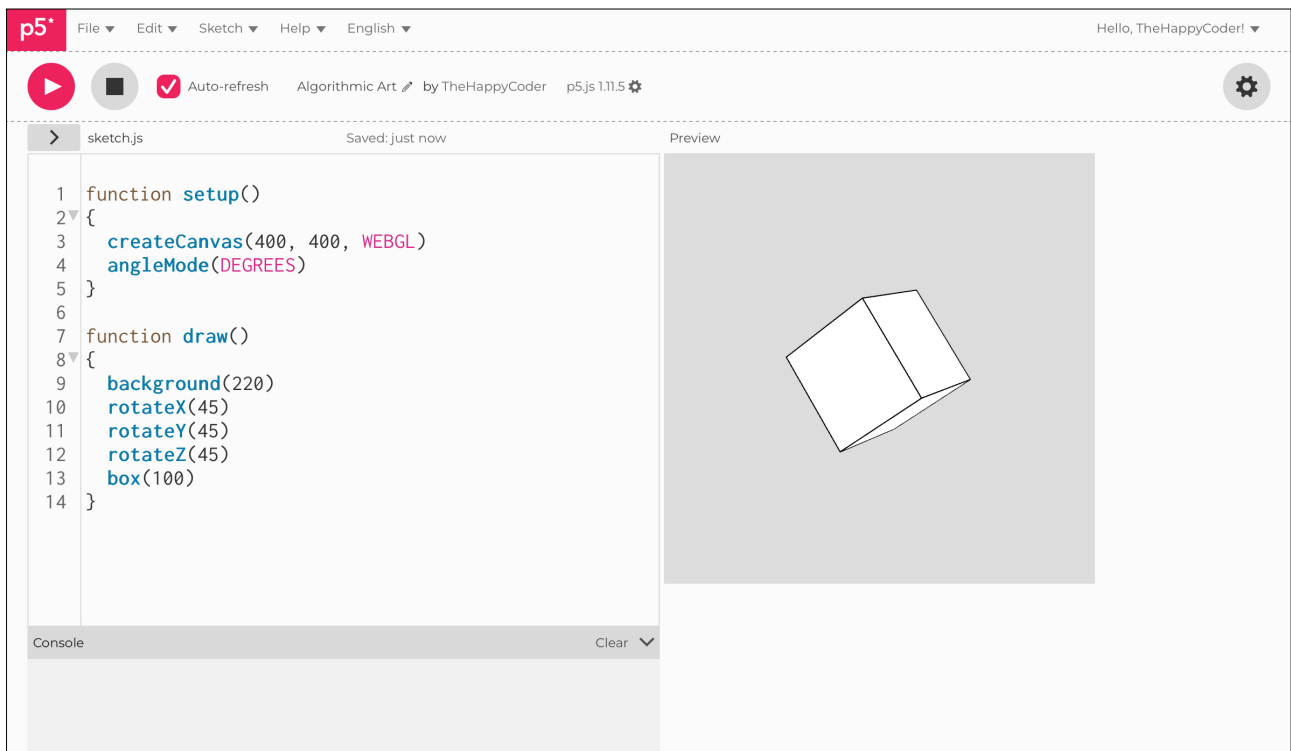 p5* File Edit Sketch Help English Hello, TheHappyCoder!
Auto-refresh Algorithmic Art by TheHappyCoder p5.js 1.11.5
> sketch.js Saved: just now Preview
1 function setup()
2 {
3   createCanvas(400, 400, WEBGL)
4   angleMode(DEGREES)
5 }
6
7 function draw()
8 {
9   background(220)
10   rotateX(45)
11   rotateY(45)
12   rotateZ(45)
13   box(100)
14 }
Console Clear